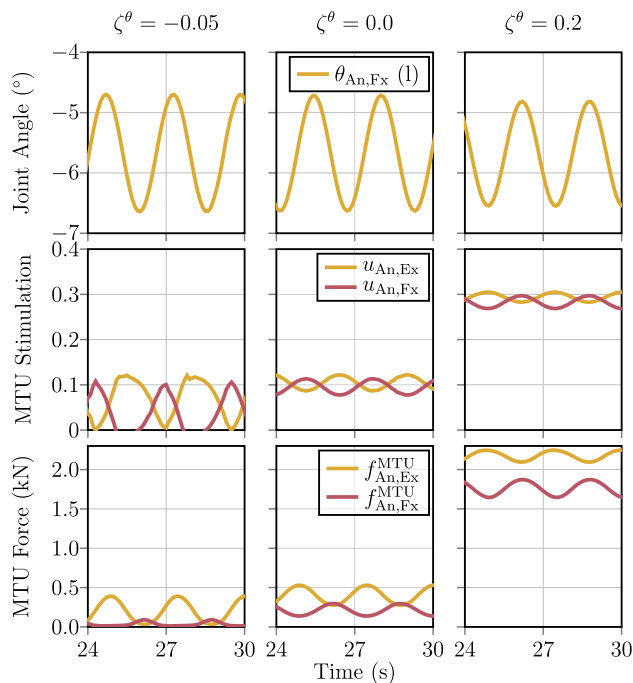 ζ^θ = −0.05 ζ^θ = 0.0 ζ^θ = 0.2
Joint Angle (°)
−4
−5
−6
−7
θ_An,Fx (l)
MTU Stimulation
0.4
0.3
0.2
0.1
0
u_An,Ex
u_An,Fx
MTU Force (kN)
2.0
1.5
1.0
0.5
0.0
f^MTU_An,Ex
f^MTU_An,Fx
24 27 30 24 27 30 24 27 30
Time (s)